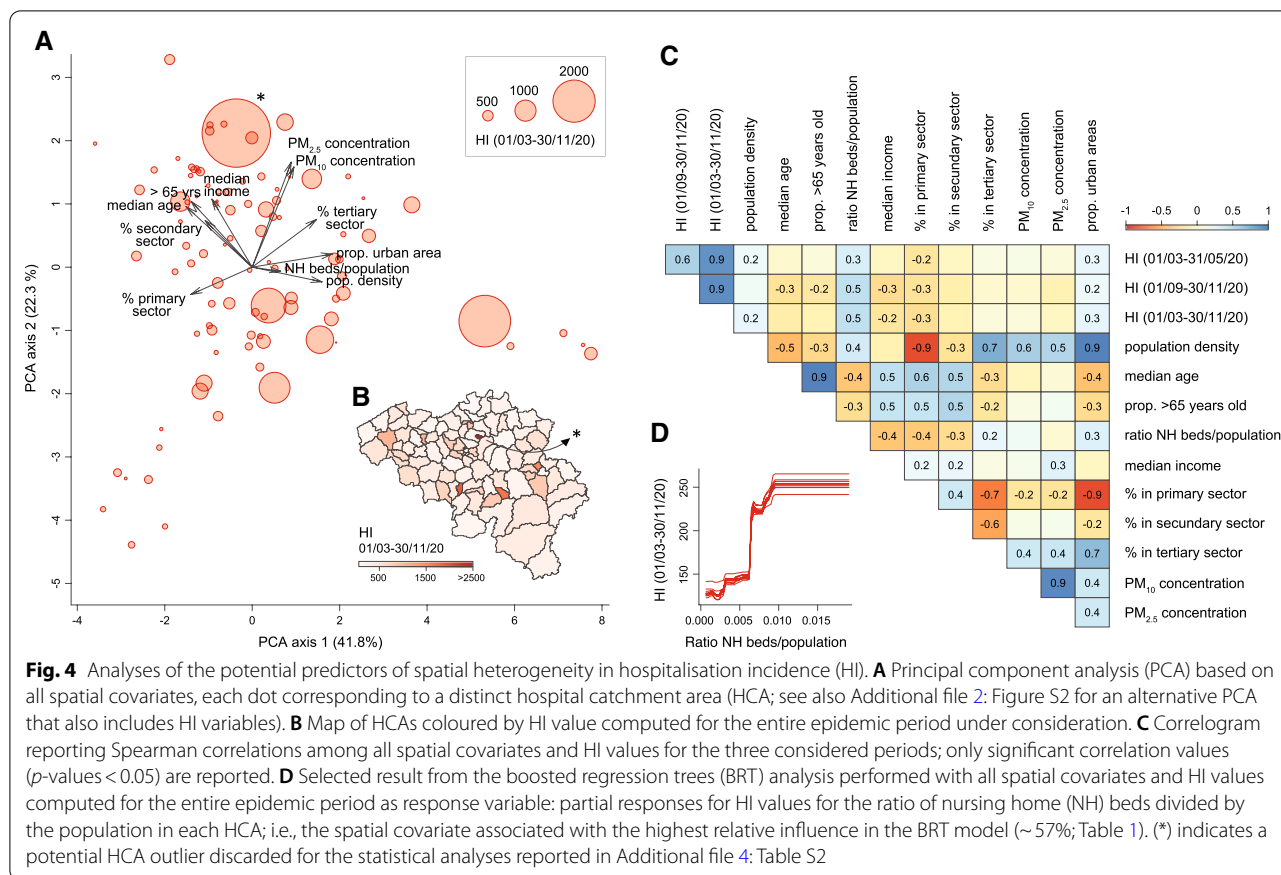 A
C
PCA axis 2 (22.3 %)
3
2
1
0
-1
-2
-3
-4
-5
-4
-2
0
2
4
6
8
PCA axis 1 (41.8%)
*
500
1000
2000
HI (01/03-30/11/20)
PM2.5 concentration
PM10 concentration
median
income
> 65 yrs
median age
% secondary
sector
% tertiary
sector
prop. urban area
NH beds/population
pop. density
% primary
sector
B
*
HI
01/03-30/11/20
500 1500 >2500
D
HI (01/03-30/11/20)
250
200
150
0.000 0.005 0.010 0.015
Ratio NH beds/population
HI (01/09-30/11/20)
HI (01/03-30/11/20)
population density
median age
prop. >65 years old
ratio NH beds/population
median income
% in primary sector
% in secundary sector
% in tertiary sector
PM10 concentration
PM2.5 concentration
prop. urban areas
-1 -0.5 0 0.5 1
0.6 0.9 0.2 0.3 -0.2 0.3 HI (01/03-31/05/20)
0.9 -0.3 -0.2 0.5 -0.3 -0.3 0.2 HI (01/09-30/11/20)
0.2 0.5 -0.2 -0.3 0.3 HI (01/03-30/11/20)
-0.5 -0.3 0.4 -0.9 -0.3 0.7 0.6 0.5 0.9 population density
0.9 -0.4 0.5 0.6 0.5 -0.3 -0.4 median age
-0.3 0.5 0.5 0.5 -0.2 -0.3 prop. >65 years old
-0.4 -0.4 -0.3 0.2 0.3 ratio NH beds/population
0.2 0.2 0.3 median income
0.4 -0.7 -0.2 -0.2 -0.9 % in primary sector
-0.6 -0.2 % in secundary sector
0.4 0.4 0.7 % in tertiary sector
0.9 0.4 PM10 concentration
0.4 PM2.5 concentration
Fig. 4 Analyses of the potential predictors of spatial heterogeneity in hospitalisation incidence (HI). A Principal component analysis (PCA) based on
all spatial covariates, each dot corresponding to a distinct hospital catchment area (HCA; see also Additional file 2: Figure S2 for an alternative PCA
that also includes HI variables). B Map of HCAs coloured by HI value computed for the entire epidemic period under consideration. C Correlogram
reporting Spearman correlations among all spatial covariates and HI values for the three considered periods; only significant correlation values
(p-values < 0.05) are reported. D Selected result from the boosted regression trees (BRT) analysis performed with all spatial covariates and HI values
computed for the entire epidemic period as response variable: partial responses for HI values for the ratio of nursing home (NH) beds divided by
the population in each HCA; i.e., the spatial covariate associated with the highest relative influence in the BRT model (~ 57%; Table 1). (*) indicates a
potential HCA outlier discarded for the statistical analyses reported in Additional file 4: Table S2